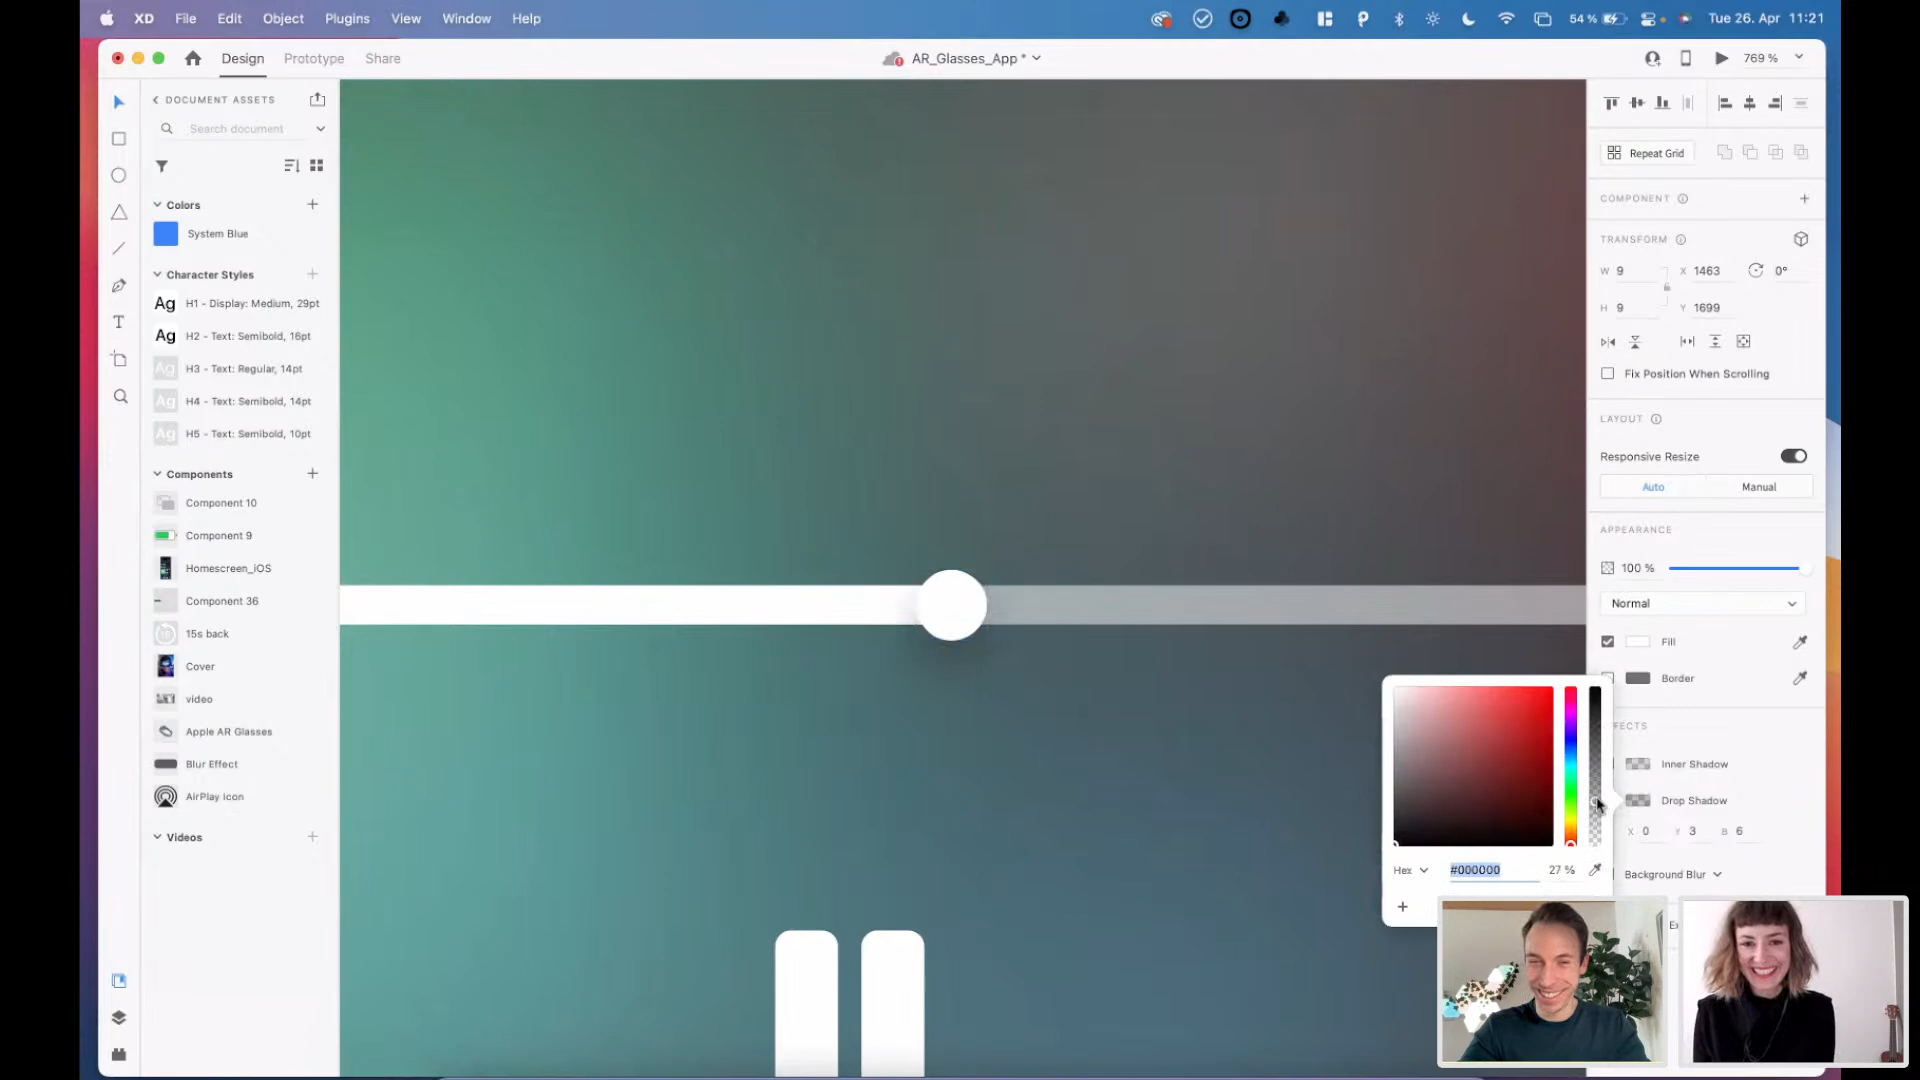 XD File Edit Object Plugins View Window Help 54 % Tue 26. Apr 11:21
Design Prototype Share AR_Glasses_App * 769 %
DOCUMENT ASSETS
Search document
Colors
System Blue
Character Styles
Ag H1 - Display: Medium, 29pt
Ag H2 - Text: Semibold, 16pt
Ag H3 - Text: Regular, 14pt
Ag H4 - Text: Semibold, 14pt
Ag H5 - Text: Semibold, 10pt
Components
Component 10
Component 9
Homescreen_iOS
Component 36
15s back
Cover
video
Apple AR Glasses
Blur Effect
AirPlay Icon
Videos
Repeat Grid
COMPONENT
TRANSFORM
W 9 X 1463 0°
H 9 Y 1699
Fix Position When Scrolling
LAYOUT
Responsive Resize
Auto Manual
APPEARANCE
100 %
Normal
Fill
Border
FECTS
Inner Shadow
Drop Shadow
X 0 Y 3 B 6
Background Blur
Hex #000000 27 %